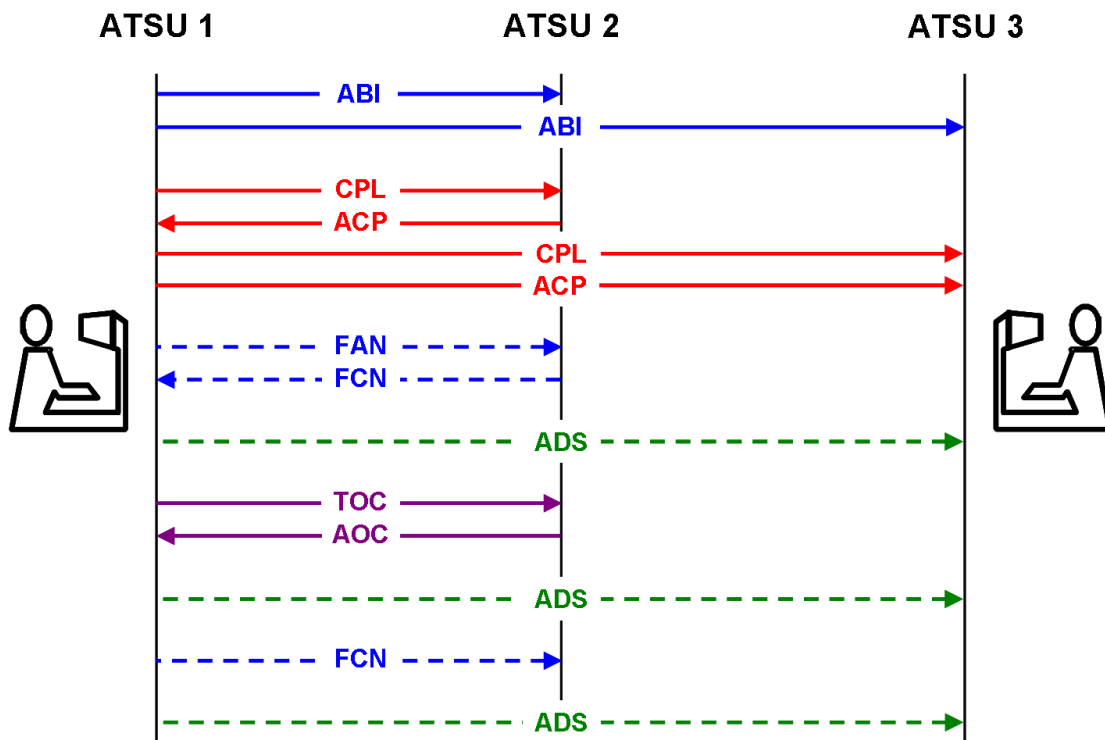 ATSU 1 ATSU 2 ATSU 3
ABI
ABI
CPL
ACP
CPL
ACP
FAN
FCN
ADS
TOC
AOC
ADS
FCN
ADS